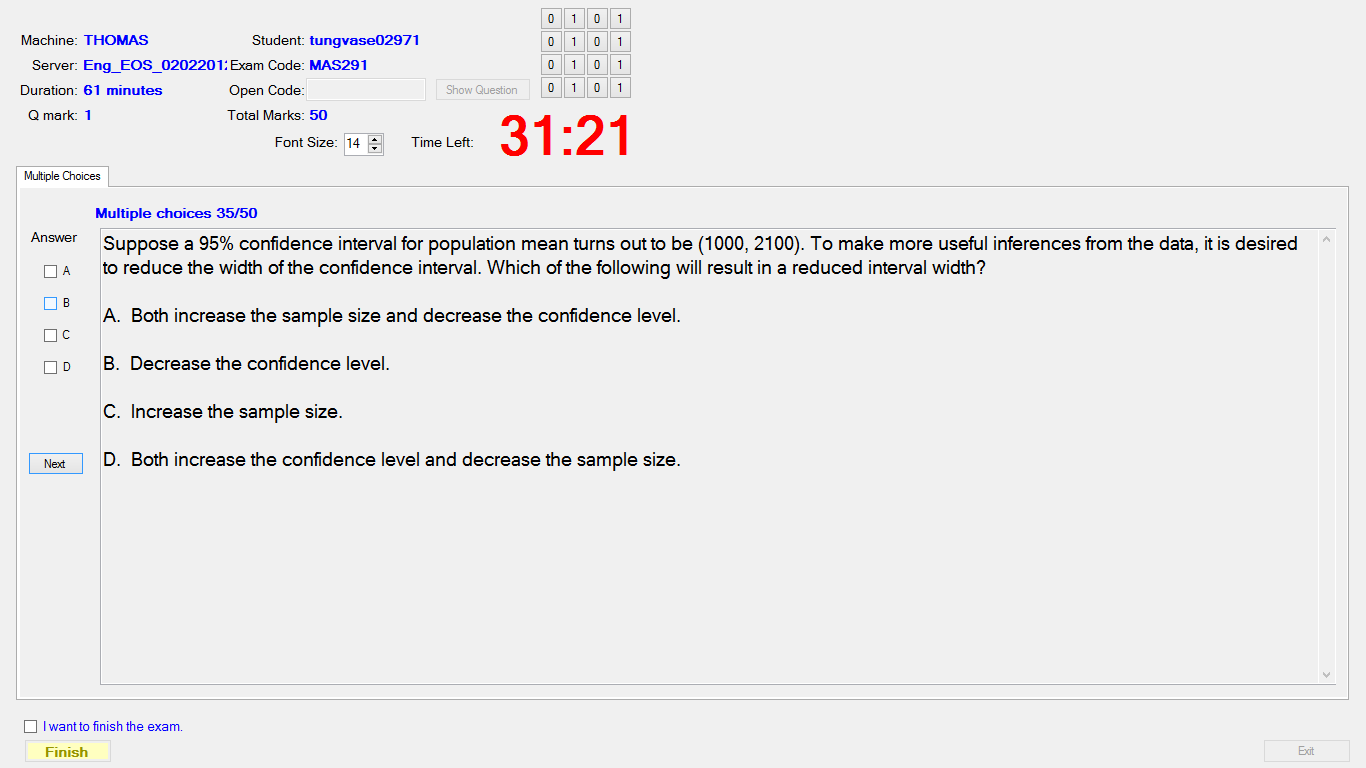 0 1 0 1
Machine: THOMAS Student: tungvase02971
0 1 0 1
Server: Eng_EOS_0202201 Exam Code: MAS291
0 1 0 1
Duration: 61 minutes Open Code: Show Question
0 1 0 1
Q mark: 1 Total Marks: 50
Font Size: 14 Time Left: 31:21
Multiple Choices
Multiple choices 35/50
Answer
A
B
C
D
Next
Suppose a 95% confidence interval for population mean turns out to be (1000, 2100). To make more useful inferences from the data, it is desired
to reduce the width of the confidence interval. Which of the following will result in a reduced interval width?
A. Both increase the sample size and decrease the confidence level.
B. Decrease the confidence level.
C. Increase the sample size.
D. Both increase the confidence level and decrease the sample size.
I want to finish the exam.
Finish
Exit